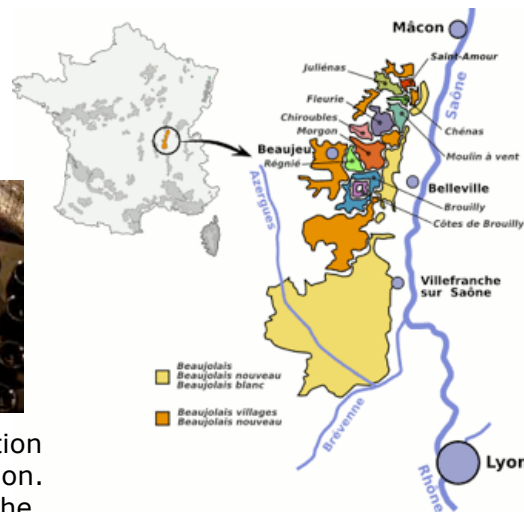 Mâcon
Saint-Amour
Juliénas
Saône
Fleurie
Chiroubles
Chénas
Morgon
Moulin à vent
Beaujeu
Régnié
Belleville
Azergues
Brouilly
Côtes de Brouilly
Villefranche
sur Saône
Beaujolais
Beaujolais nouveau
Beaujolais blanc
Beaujolais villages
Beaujolais nouveau
Brévenne
Lyon
Rhône
tion
on.
he